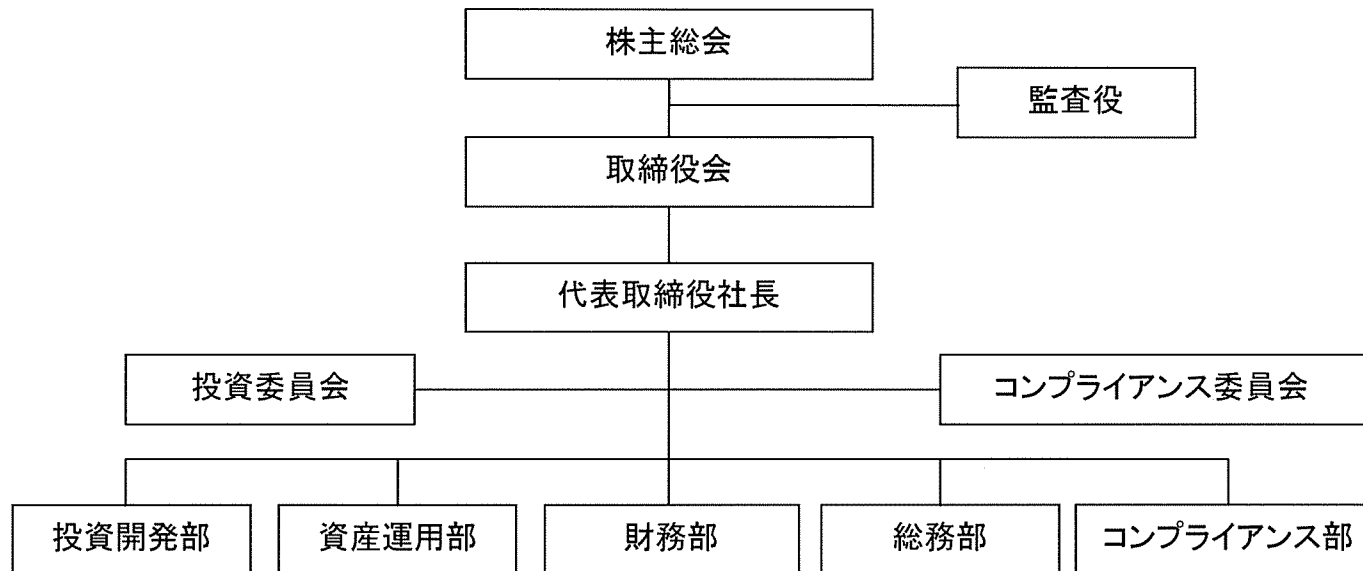 株主総会
監査役
取締役会
代表取締役社長
投資委員会
コンプライアンス委員会
投資開発部
資産運用部
財務部
総務部
コンプライアンス部